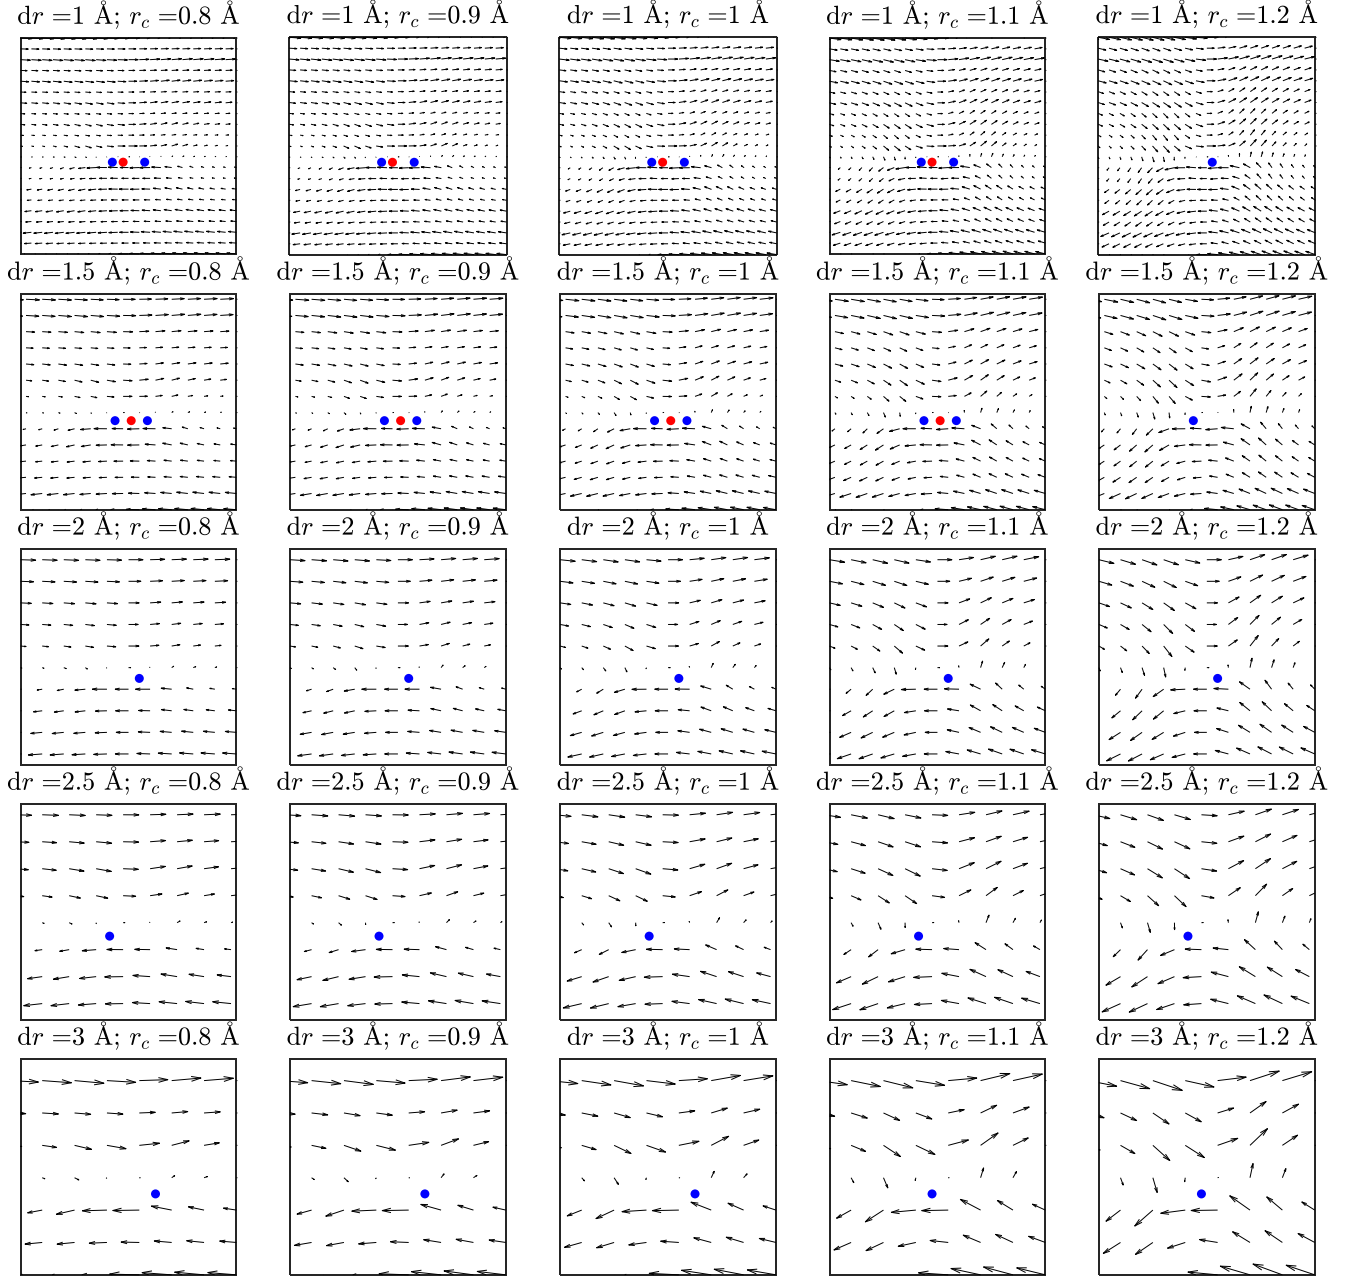 dr =1 Å; r_c =0.8 Å
dr =1 Å; r_c =0.9 Å
dr =1 Å; r_c =1 Å
dr =1 Å; r_c =1.1 Å
dr =1 Å; r_c =1.2 Å
dr =1.5 Å; r_c =0.8 Å
dr =1.5 Å; r_c =0.9 Å
dr =1.5 Å; r_c =1 Å
dr =1.5 Å; r_c =1.1 Å
dr =1.5 Å; r_c =1.2 Å
dr =2 Å; r_c =0.8 Å
dr =2 Å; r_c =0.9 Å
dr =2 Å; r_c =1 Å
dr =2 Å; r_c =1.1 Å
dr =2 Å; r_c =1.2 Å
dr =2.5 Å; r_c =0.8 Å
dr =2.5 Å; r_c =0.9 Å
dr =2.5 Å; r_c =1 Å
dr =2.5 Å; r_c =1.1 Å
dr =2.5 Å; r_c =1.2 Å
dr =3 Å; r_c =0.8 Å
dr =3 Å; r_c =0.9 Å
dr =3 Å; r_c =1 Å
dr =3 Å; r_c =1.1 Å
dr =3 Å; r_c =1.2 Å